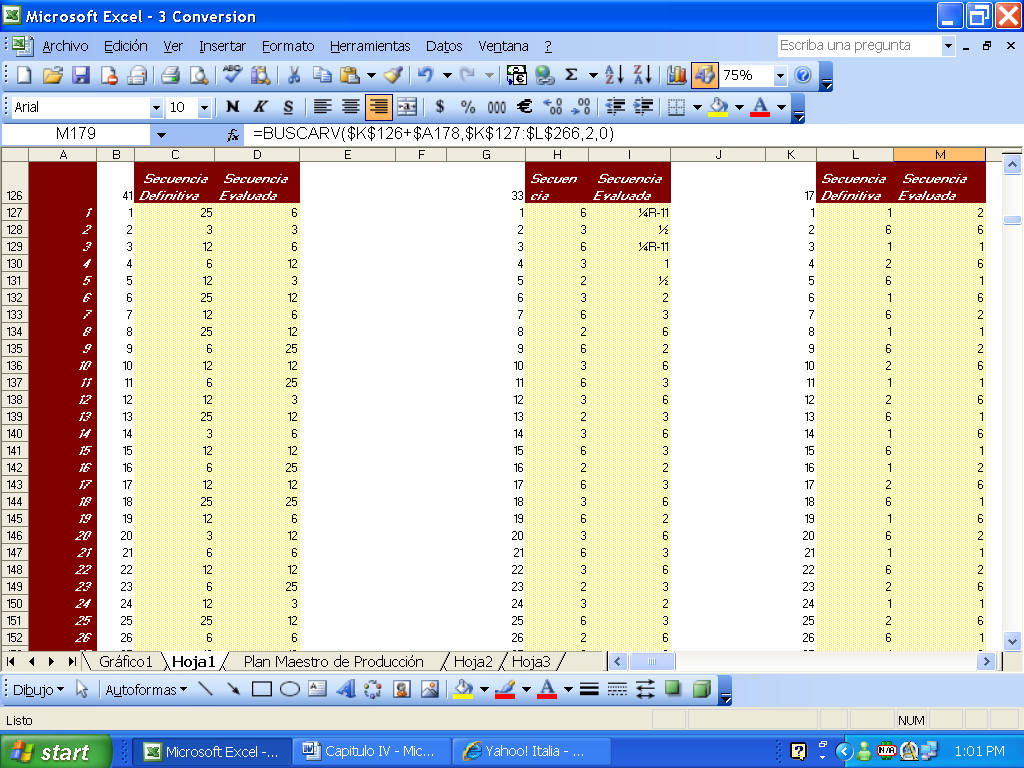 Microsoft Excel - 3 Conversion
Archivo Edición Ver Insertar Formato Herramientas Datos Ventana ? Escriba una pregunta
75%
Arial 10 N K S $ % 000 €
M179 fx =BUSCARV($K$126+$A178,$K$127:$L$266,2,0)
A B C D E F G H I J K L M
126 41 Secuencia Definitiva Secuencia Evaluada 33 Secuen cia Secuencia Evaluada 17 Secuencia Definitiva Secuencia Evaluada
127 1 1 25 6 1 6 ¼R-11 1 1 2
128 2 2 3 3 2 3 ½ 2 6 6
129 3 3 12 6 3 6 ¼R-11 3 1 1
130 4 4 6 12 4 3 1 4 2 6
131 5 5 12 3 5 2 ½ 5 6 1
132 6 6 25 12 6 3 2 6 1 6
133 7 7 12 6 7 6 3 7 6 2
134 8 8 25 12 8 2 6 8 1 1
135 9 9 6 25 9 6 2 9 6 2
136 10 10 12 12 10 3 6 10 2 6
137 11 11 6 25 11 6 3 11 1 1
138 12 12 12 3 12 3 6 12 2 6
139 13 13 25 12 13 2 3 13 6 1
140 14 14 3 6 14 3 6 14 1 6
141 15 15 12 12 15 6 3 15 6 1
142 16 16 6 25 16 2 2 16 1 2
143 17 17 12 12 17 6 3 17 2 6
144 18 18 25 25 18 3 6 18 6 1
145 19 19 12 6 19 6 2 19 1 6
146 20 20 3 12 20 3 6 20 6 2
147 21 21 6 6 21 6 3 21 1 1
148 22 22 12 12 22 3 6 22 6 2
149 23 23 6 25 23 2 3 23 2 6
150 24 24 12 3 24 3 2 24 1 1
151 25 25 25 12 25 6 3 25 2 6
152 26 26 6 6 26 2 6 26 6 1
Gráfico1 Hoja1 Plan Maestro de Producción Hoja2 Hoja3
Dibujo Autoformas
Listo NUM
start Microsoft Excel -... Capitulo IV - Mic... Yahoo! Italia - ... 1:01 PM